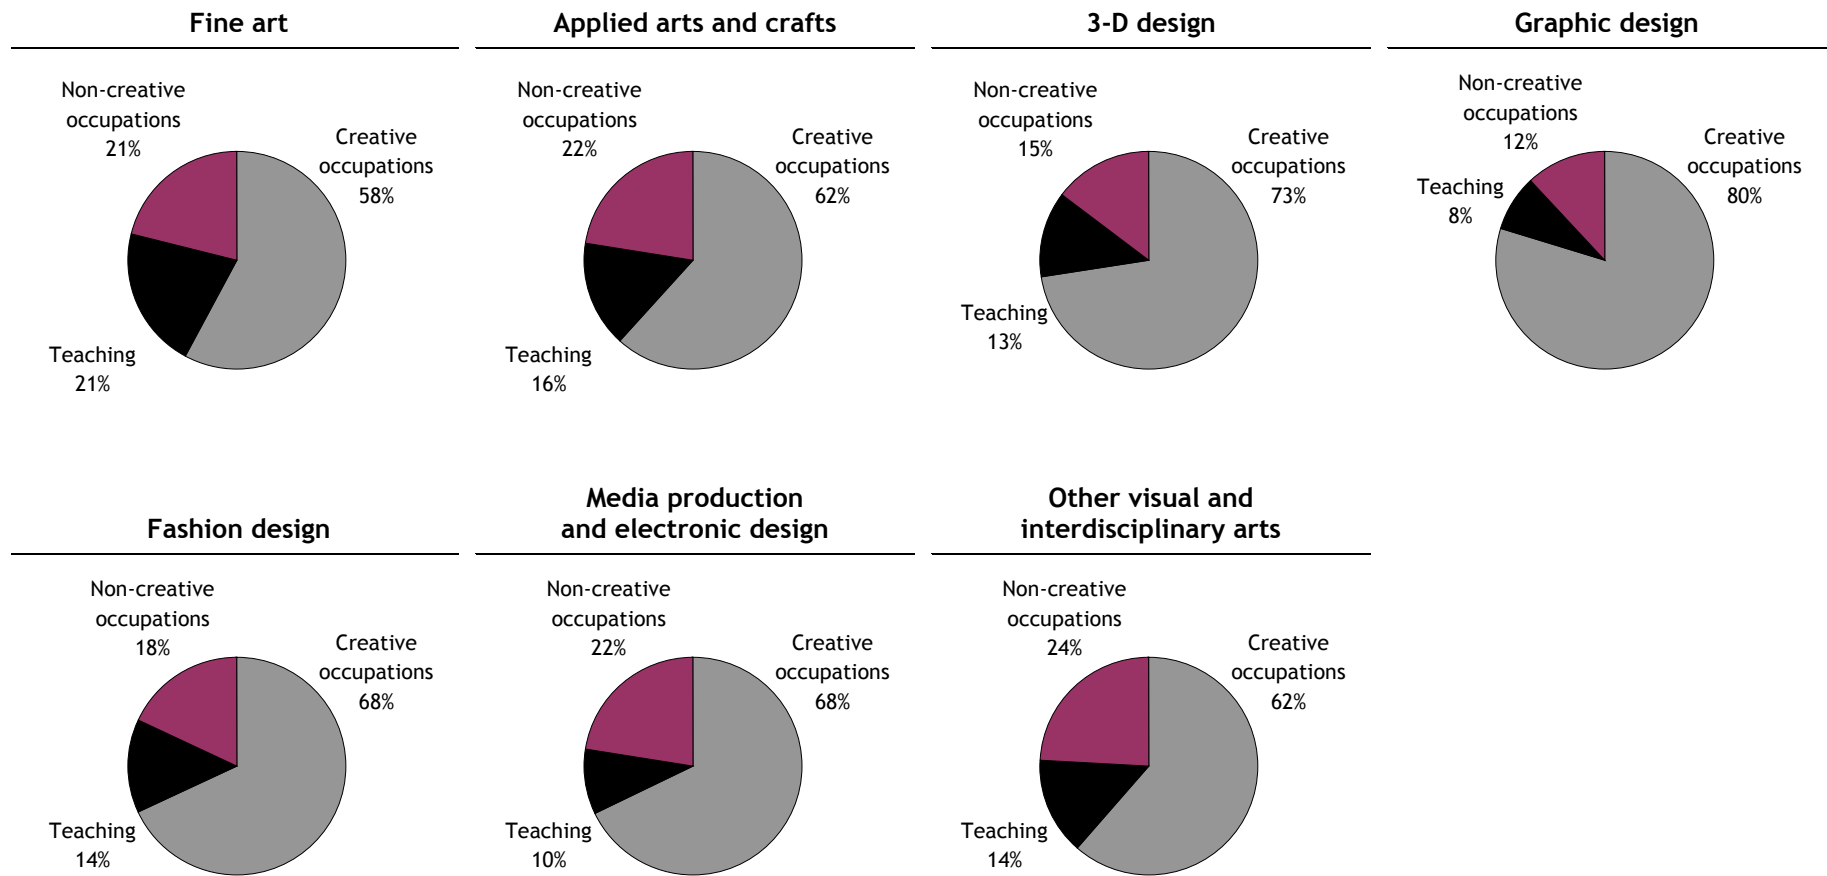 Fine art
Non-creative
occupations
21%
Creative
occupations
58%
Teaching
21%
Applied arts and crafts
Non-creative
occupations
22%
Creative
occupations
62%
Teaching
16%
3-D design
Non-creative
occupations
15%
Creative
occupations
73%
Teaching
13%
Graphic design
Non-creative
occupations
12%
Creative
occupations
80%
Teaching
8%
Fashion design
Non-creative
occupations
18%
Creative
occupations
68%
Teaching
14%
Media production
and electronic design
Non-creative
occupations
22%
Creative
occupations
68%
Teaching
10%
Other visual and
interdisciplinary arts
Non-creative
occupations
24%
Creative
occupations
62%
Teaching
14%